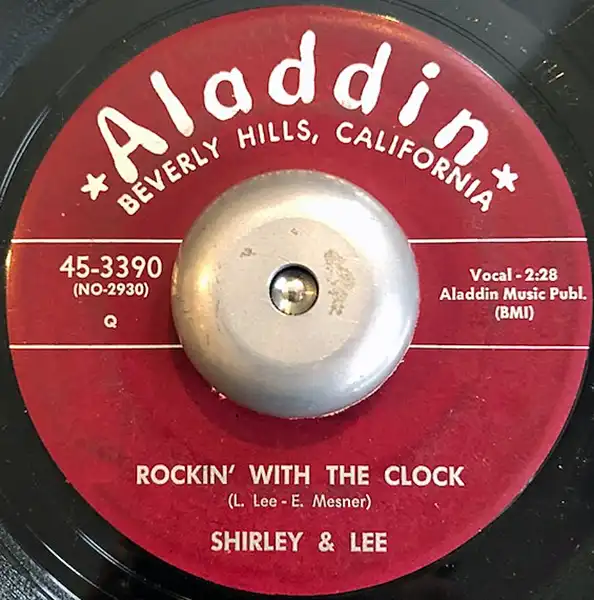 Aladdin
BEVERLY HILLS, CALIFORNIA
45-3390
(NO-2930)
Q
Vocal - 2:28
Aladdin Music Publ.
(BMI)
ROCKIN' WITH THE CLOCK
(L. Lee - E. Mesner)
SHIRLEY & LEE